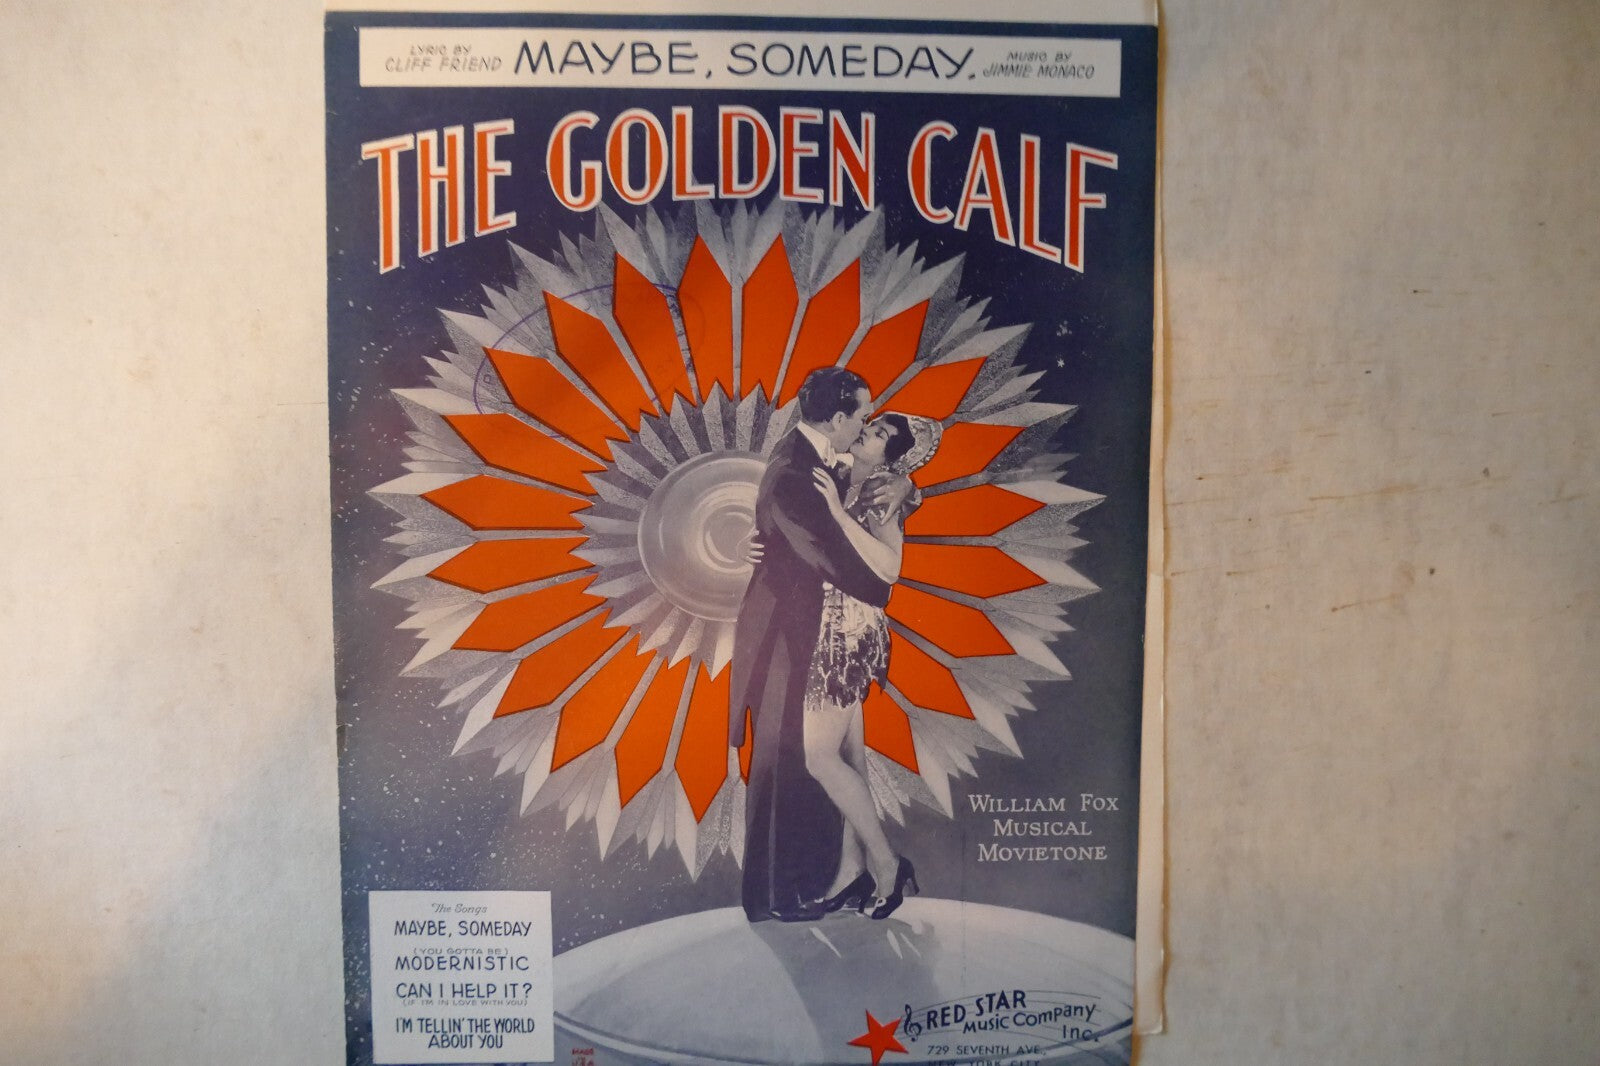 LYRIC BY
CLIFF FRIEND
MAYBE, SOMEDAY.
MUSIC BY
JIMMIE MONACO
THE GOLDEN CALF
WILLIAM FOX
MUSICAL
MOVIETONE
The Songs
MAYBE, SOMEDAY
(YOU GOTTA BE)
MODERNISTIC
CAN I HELP IT?
(IF I'M IN LOVE WITH YOU)
I'M TELLIN' THE WORLD
ABOUT YOU
MADE
IN
U.S.A.
RED STAR
MUSIC COMPANY
INC.
729 SEVENTH AVE.,
NEW YORK CITY